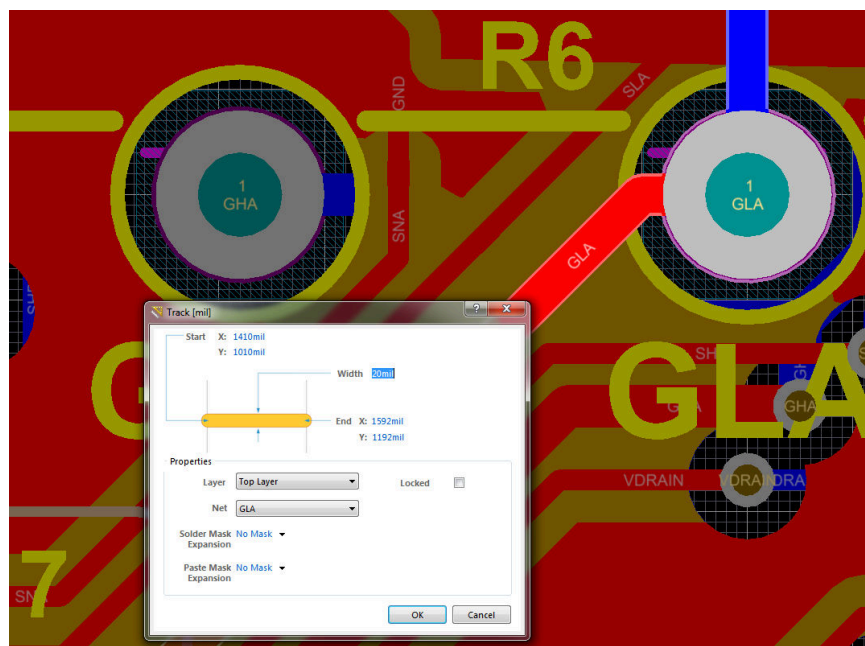 R6
GND
SLA
1
GHA
1
GLA
SNA
GLA
Track [mil]
?
Start X: 1410mil
Y: 1010mil
Width 20mil
End X: 1592mil
Y: 1192mil
Properties
Layer Top Layer Locked
Net GLA
Solder Mask No Mask
Expansion
Paste Mask No Mask
Expansion
OK Cancel
G
GLA
SH
GHA
VDRAIN VDRAIN DRA
7
SN